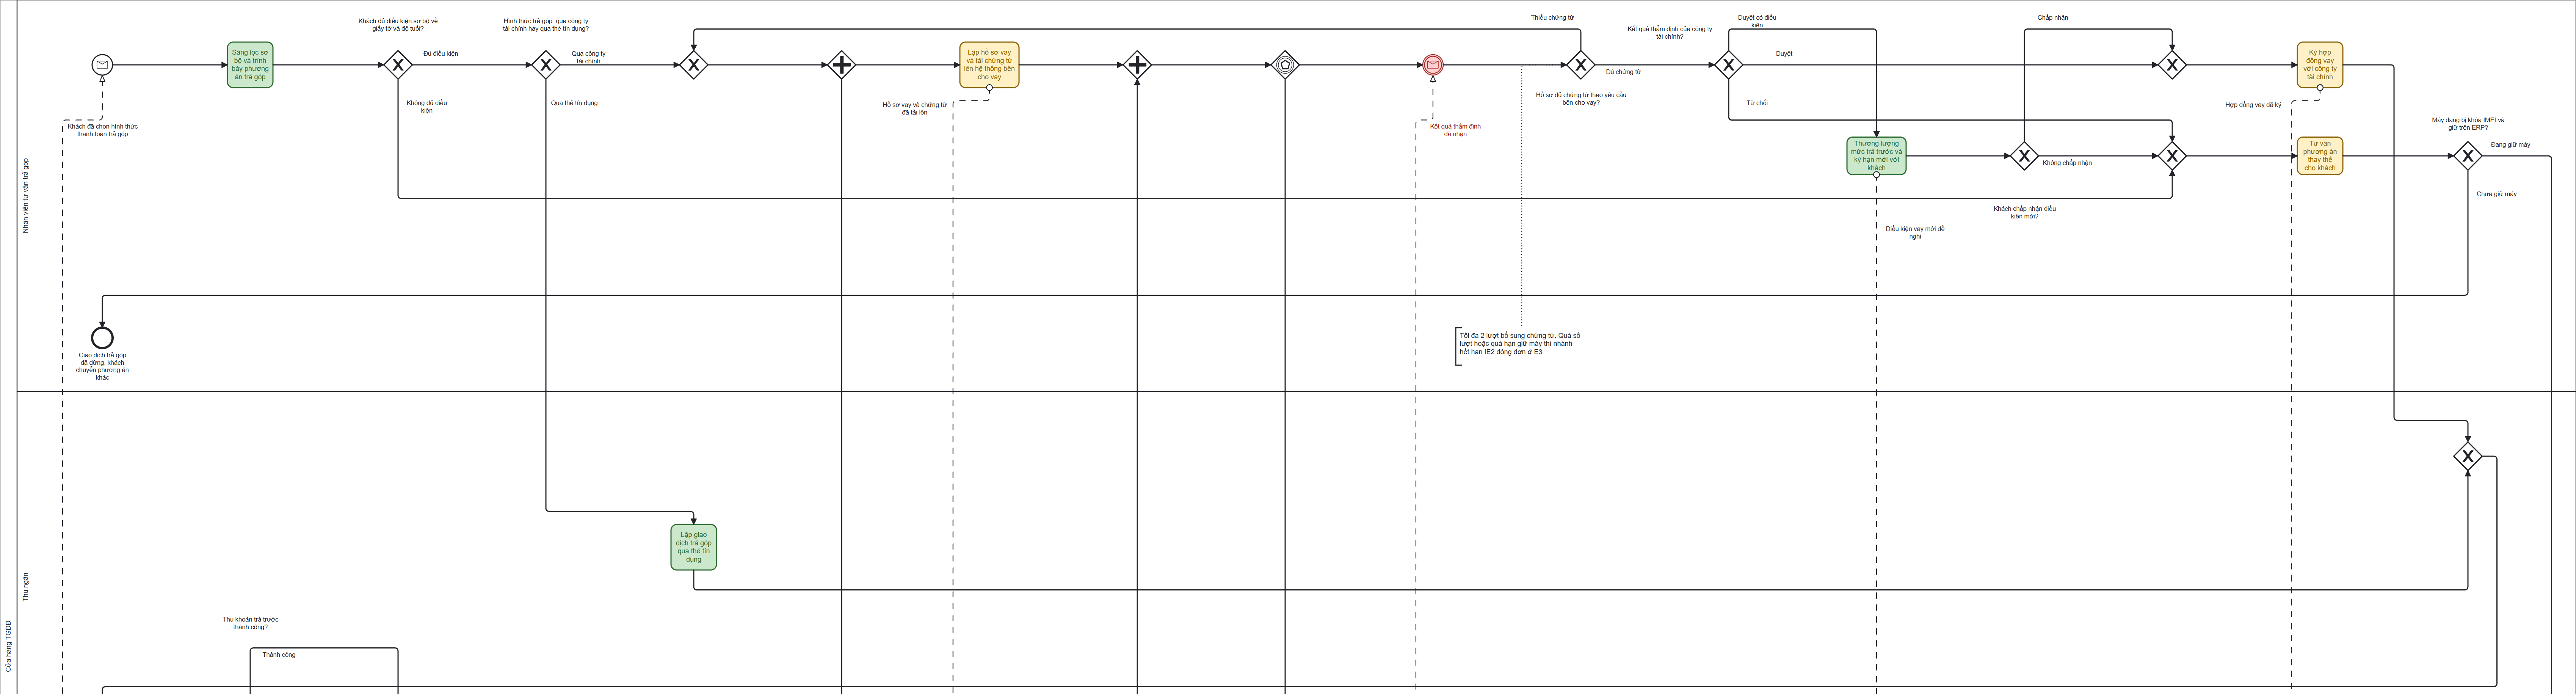 Khách đủ điều kiện sơ bộ về
giấy tờ và độ tuổi?
Hình thức trả góp: qua công ty
tài chính hay qua thẻ tín dụng?
Thiếu chứng từ
Kết quả thẩm định của công ty
tài chính?
Duyệt có điều
kiện
Chấp nhận
Sàng lọc sơ
bộ và trình
bày phương
án trả góp
Đủ điều kiện
Qua công ty
tài chính
Lập hồ sơ vay
và tải chứng từ
lên hệ thống bên
cho vay
Đủ chứng từ
Duyệt
Ký hợp
đồng vay
với công ty
tài chính
Không đủ điều
kiện
Qua thẻ tín dụng
Hồ sơ vay và chứng từ
đã tải lên
Hồ sơ đủ chứng từ theo yêu cầu
bên cho vay?
Từ chối
Hợp đồng vay đã ký
Khách đã chọn hình thức
thanh toán trả góp
Kết quả thẩm định
đã nhận
Máy đang bị khóa IMEI và
giữ trên ERP?
Thương lượng
mức trả trước và
kỳ hạn mới với
khách
Không chấp nhận
Tư vấn
phương án
thay thế
cho khách
Đang giữ máy
Chưa giữ máy
Nhân viên tư vấn trả góp
Khách chấp nhận điều
kiện mới?
Điều kiện vay mới đề
nghị
Giao dịch trả góp
đã dừng, khách
chuyển phương án
khác
Tối đa 2 lượt bổ sung chứng từ. Quá số
lượt hoặc quá hạn giữ máy thì nhánh
hết hạn IE2 đóng đơn ở E3
Lập giao
dịch trả góp
qua thẻ tín
dụng
Thu ngân
Cửa hàng TGDĐ
Thu khoản trả trước
thành công?
Thành công